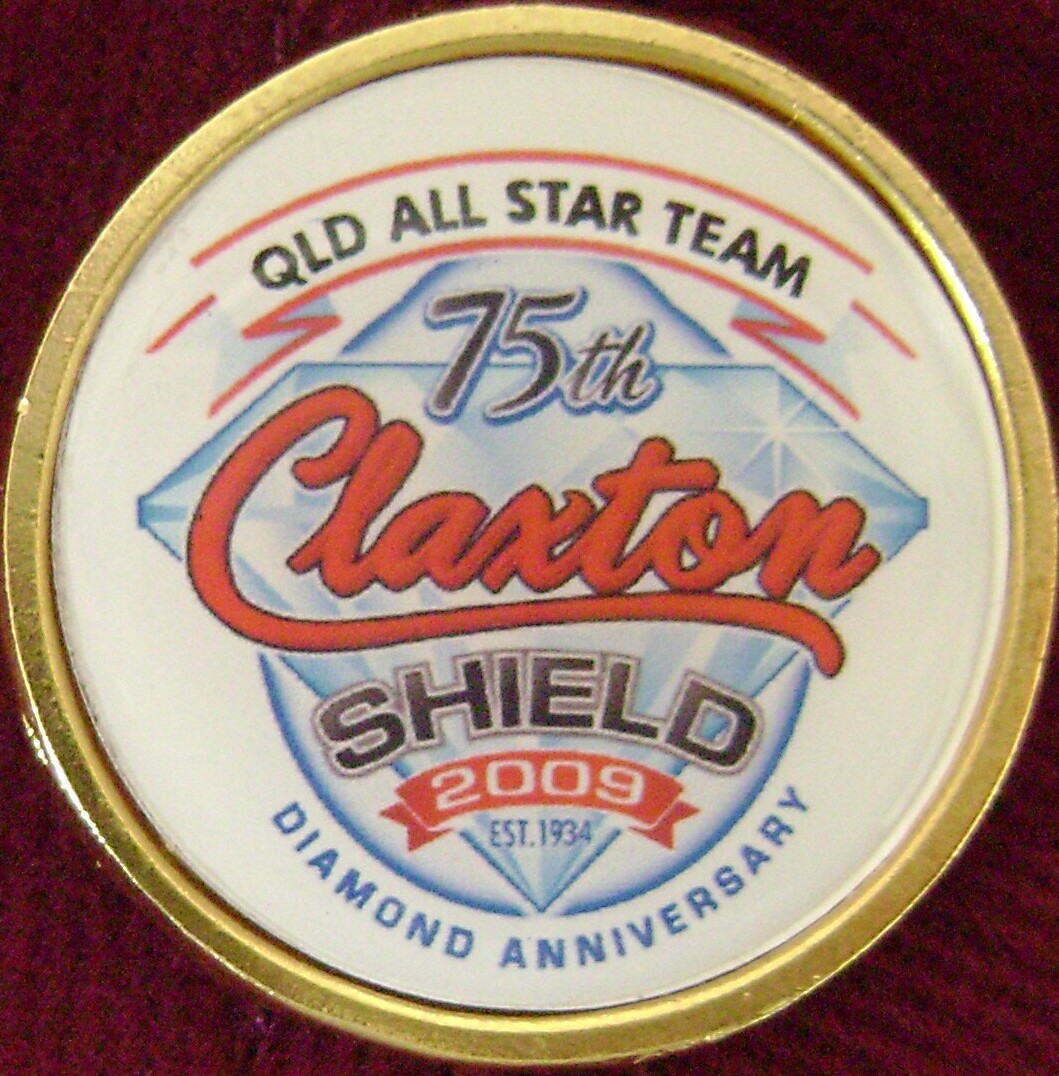 QLD ALL STAR TEAM
75th
Claxton
SHIELD
2009
EST.1934
DIAMOND ANNIVERSARY